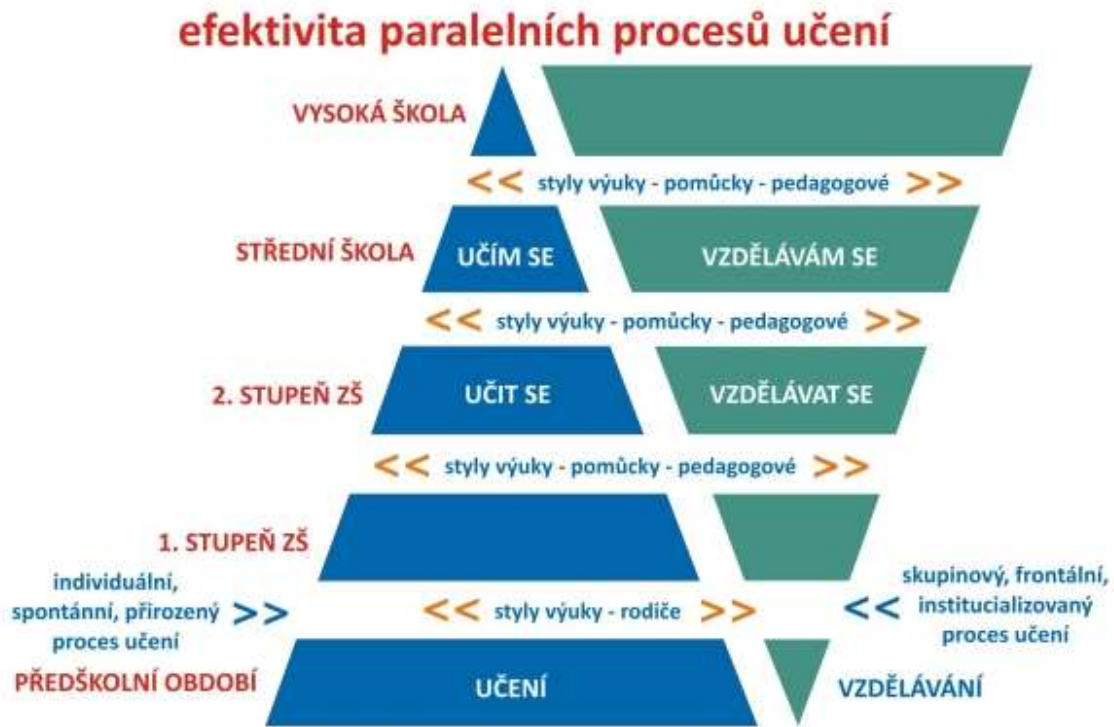 efektivita paralelních procesů učení
VYSOKÁ ŠKOLA
<< styly výuky - pomůcky - pedagogové >>
STŘEDNÍ ŠKOLA
UČÍM SE
VZDĚLÁVÁM SE
<< styly výuky - pomůcky - pedagogové >>
2. STUPEŇ ZŠ
UČIT SE
VZDĚLÁVAT SE
<< styly výuky - pomůcky - pedagogové >>
1. STUPEŇ ZŠ
individuální,
spontánní, přirozený >>
proces učení
<< styly výuky - rodiče >>
skupinový, frontální,
<< institucializovaný
proces učení
PŘEDŠKOLNÍ OBDOBÍ
UČENÍ
VZDĚLÁVÁNÍ